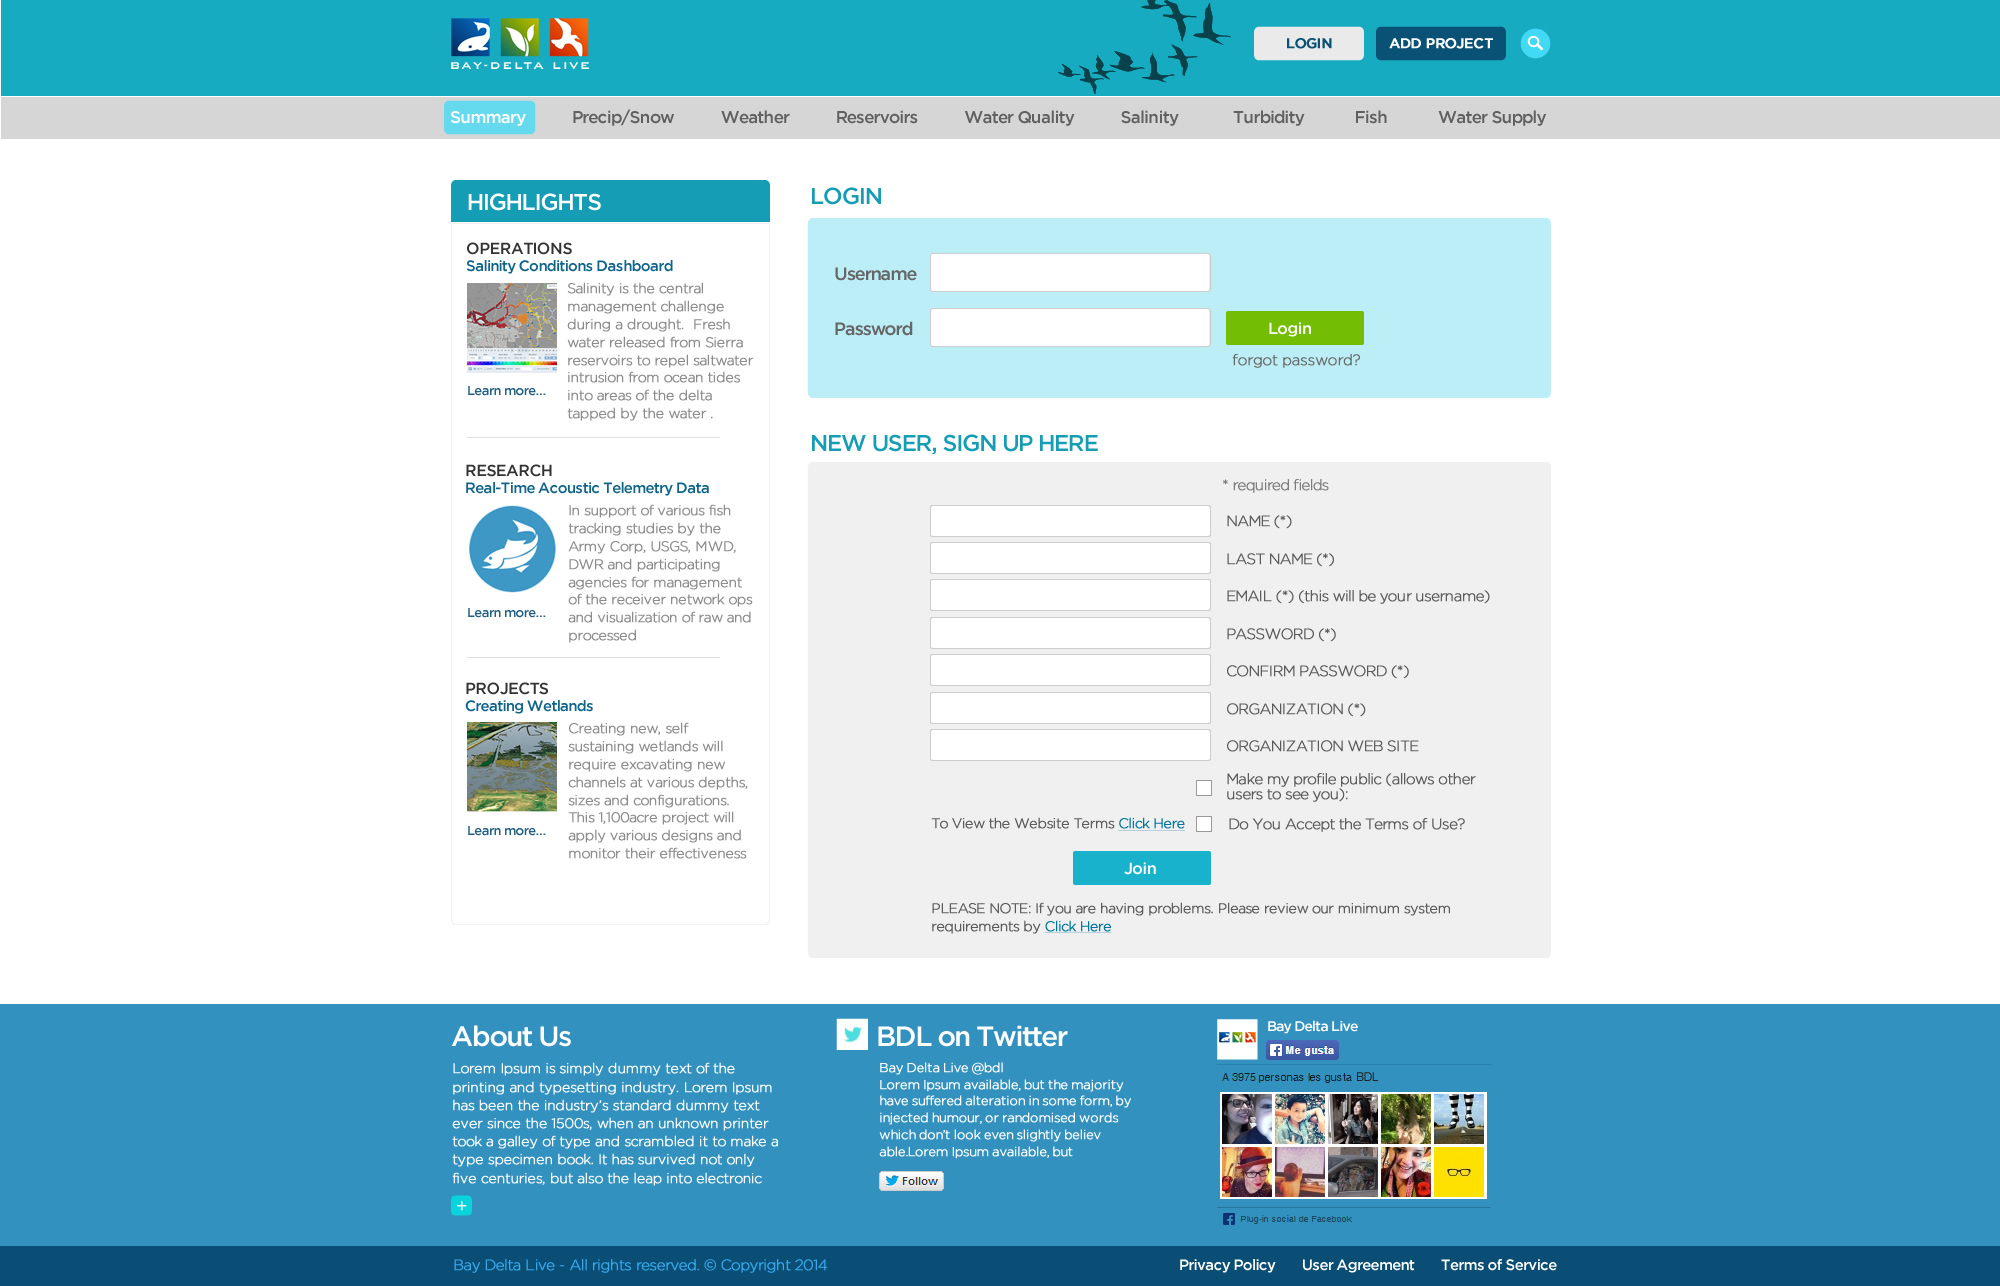 BAY-DELTA LIVE
LOGIN
ADD PROJECT
Summary
Precip/Snow
Weather
Reservoirs
Water Quality
Salinity
Turbidity
Fish
Water Supply
HIGHLIGHTS
OPERATIONS
Salinity Conditions Dashboard
Salinity is the central
management challenge
during a drought.  Fresh
water released from Sierra
reservoirs to repel saltwater
intrusion from ocean tides
into areas of the delta
tapped by the water .
Learn more...
RESEARCH
Real-Time Acoustic Telemetry Data
In support of various fish
tracking studies by the
Army Corp, USGS, MWD,
DWR and participating
agencies for management
of the receiver network ops
and visualization of raw and
processed
Learn more...
PROJECTS
Creating Wetlands
Creating new, self
sustaining wetlands will
require excavating new
channels at various depths,
sizes and configurations.
This 1,100acre project will
apply various designs and
monitor their effectiveness
Learn more...
LOGIN
Username
Password
Login
forgot password?
NEW USER, SIGN UP HERE
* required fields
NAME (*)
LAST NAME (*)
EMAIL (*) (this will be your username)
PASSWORD (*)
CONFIRM PASSWORD (*)
ORGANIZATION (*)
ORGANIZATION WEB SITE
Make my profile public (allows other
users to see you):
To View the Website Terms Click Here
Do You Accept the Terms of Use?
Join
PLEASE NOTE: If you are having problems. Please review our minimum system
requirements by Click Here
About Us
Lorem Ipsum is simply dummy text of the
printing and typesetting industry. Lorem Ipsum
has been the industry's standard dummy text
ever since the 1500s, when an unknown printer
took a galley of type and scrambled it to make a
type specimen book. It has survived not only
five centuries, but also the leap into electronic
+
BDL on Twitter
Bay Delta Live @bdl
Lorem Ipsum available, but the majority
have suffered alteration in some form, by
injected humour, or randomised words
which don't look even slightly believ
able.Lorem Ipsum available, but
Follow
Bay Delta Live
Me gusta
A 3975 personas les gusta BDL
Plug-in social de Facebook
Bay Delta Live - All rights reserved. © Copyright 2014
Privacy Policy
User Agreement
Terms of Service